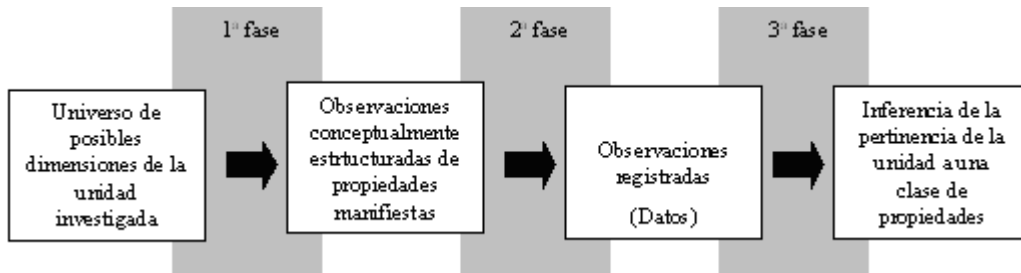 1ª fase
2ª fase
3ª fase
Universo de
posibles
dimensiones de la
unidad
investigada
Observaciones
conceptualmente
estrtucturadas de
propiedades
manifiestas
Observaciones
registradas
(Datos)
Inferencia de la
pertinencia de la
unidad a una
clase de
propiedades